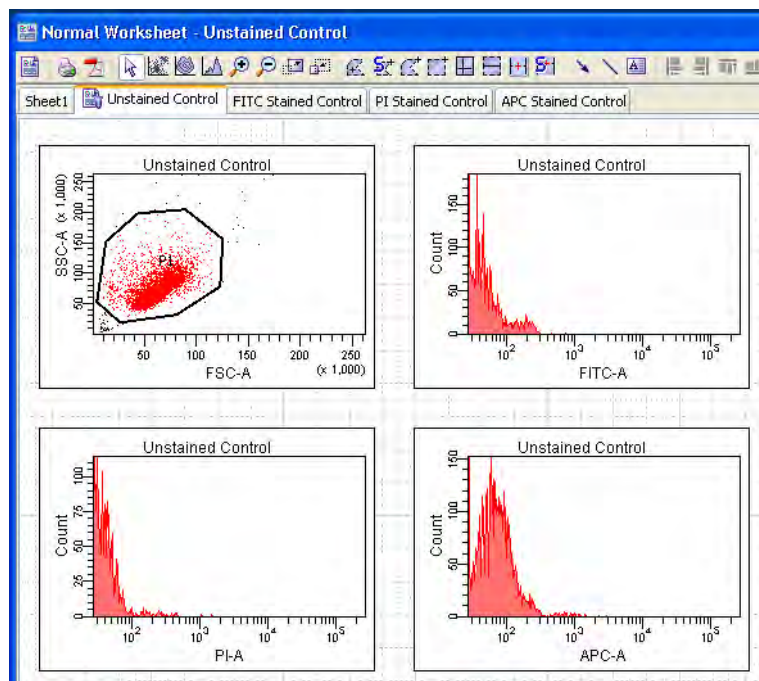 Normal Worksheet - Unstained Control
Sheet1 Unstained Control FITC Stained Control PI Stained Control APC Stained Control
Unstained Control
SSC-A (x 1,000)
50 100 150 200 250
P1
50 100 150 200 250
FSC-A (x 1,000)
Unstained Control
Count
0 50 100 150
10² 10³ 10⁴ 10⁵
FITC-A
Unstained Control
Count
0 25 50 75 100
10² 10³ 10⁴ 10⁵
PI-A
Unstained Control
Count
0 50 100 150
10² 10³ 10⁴ 10⁵
APC-A